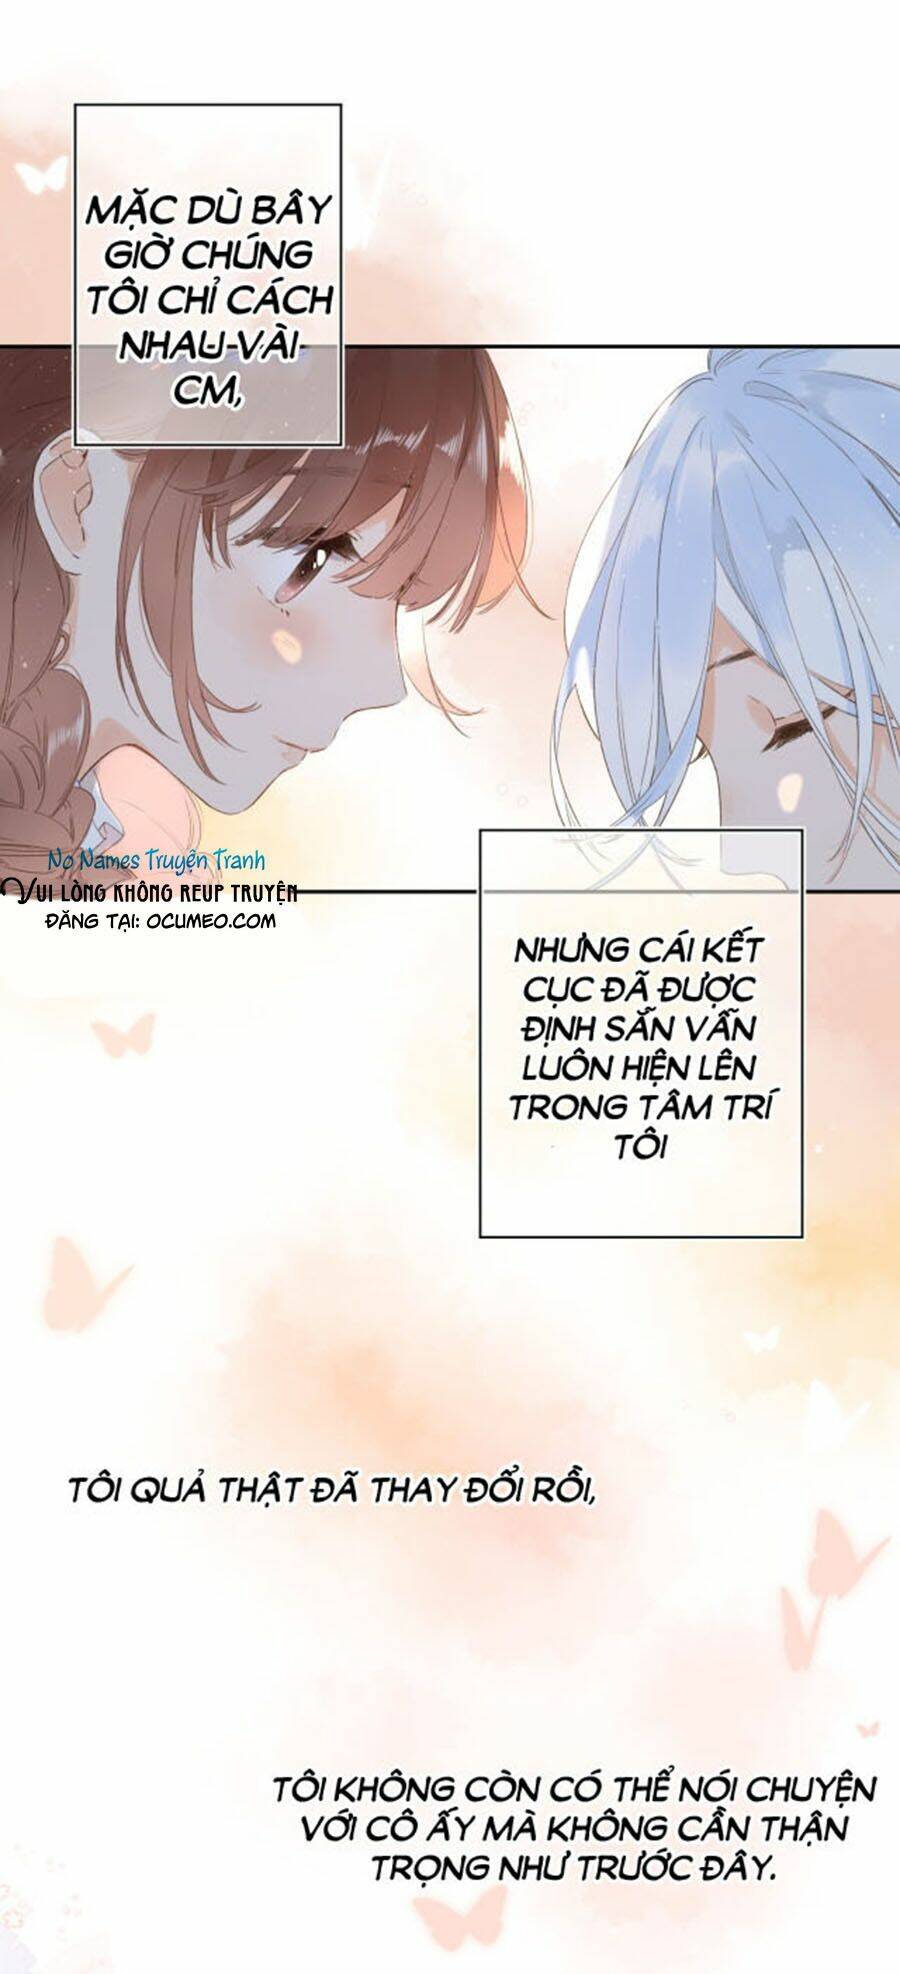 MẶC DÙ BÂY
GIỜ CHÚNG
TÔI CHỈ CÁCH
NHAU VÀI
CM,
No Names Truyện Tranh
Vui lòng không reup truyện
ĐĂNG TẠI: OCUMEO.COM
NHƯNG CÁI KẾT
CỤC ĐÃ ĐƯỢC
ĐỊNH SẴN VẪN
LUÔN HIỆN LÊN
TRONG TÂM TRÍ
TÔI
TÔI QUẢ THẬT ĐÃ THAY ĐỔI RỒI,
TÔI KHÔNG CÒN CÓ THỂ NÓI CHUYỆN
VỚI CÔ ẤY MÀ KHÔNG CẦN THẬN
TRỌNG NHƯ TRƯỚC ĐÂY.